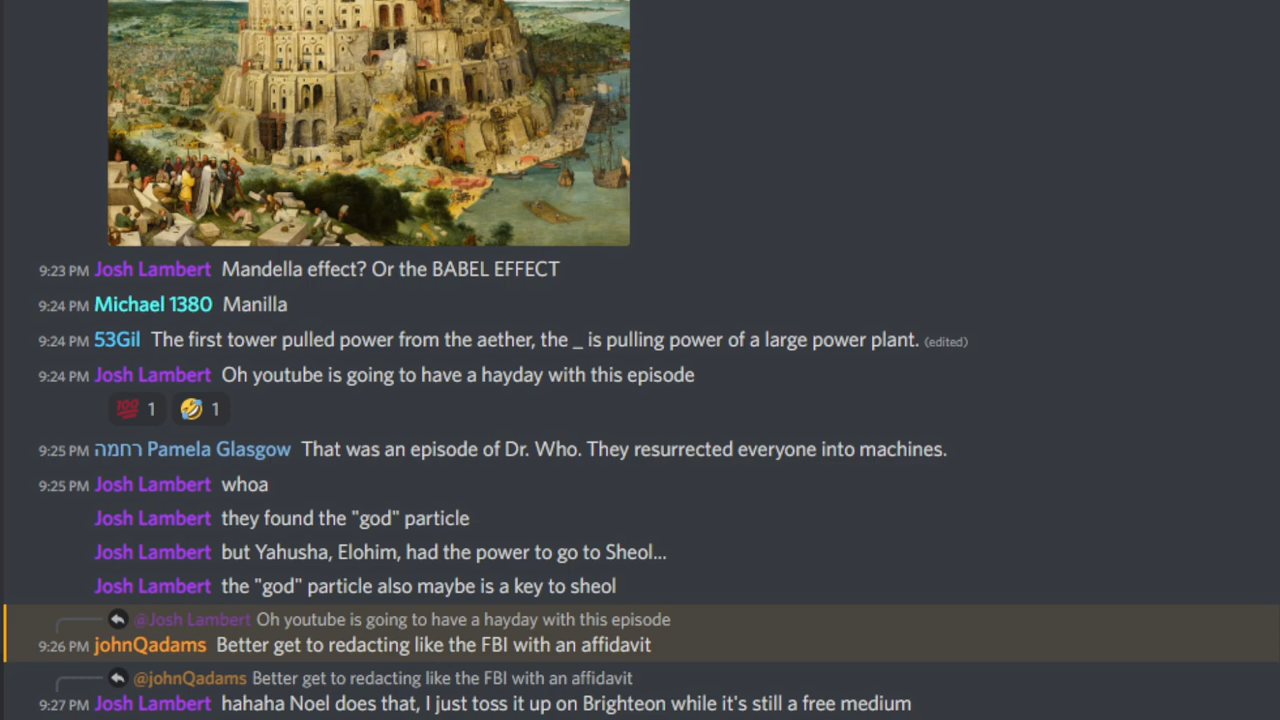 9:23 PM Josh Lambert Mandella effect? Or the BABEL EFFECT
9:24 PM Michael 1380 Manilla
9:24 PM 53Gil The first tower pulled power from the aether, the _ is pulling power of a large power plant. (edited)
9:24 PM Josh Lambert Oh youtube is going to have a hayday with this episode
💯 1 🤣 1
9:25 PM רחמה Pamela Glasgow That was an episode of Dr. Who. They resurrected everyone into machines.
9:25 PM Josh Lambert whoa
Josh Lambert they found the "god" particle
Josh Lambert but Yahusha, Elohim, had the power to go to Sheol...
Josh Lambert the "god" particle also maybe is a key to sheol
@Josh Lambert Oh youtube is going to have a hayday with this episode
9:26 PM johnQadams Better get to redacting like the FBI with an affidavit
@johnQadams Better get to redacting like the FBI with an affidavit
9:27 PM Josh Lambert hahaha Noel does that, I just toss it up on Brighteon while it's still a free medium